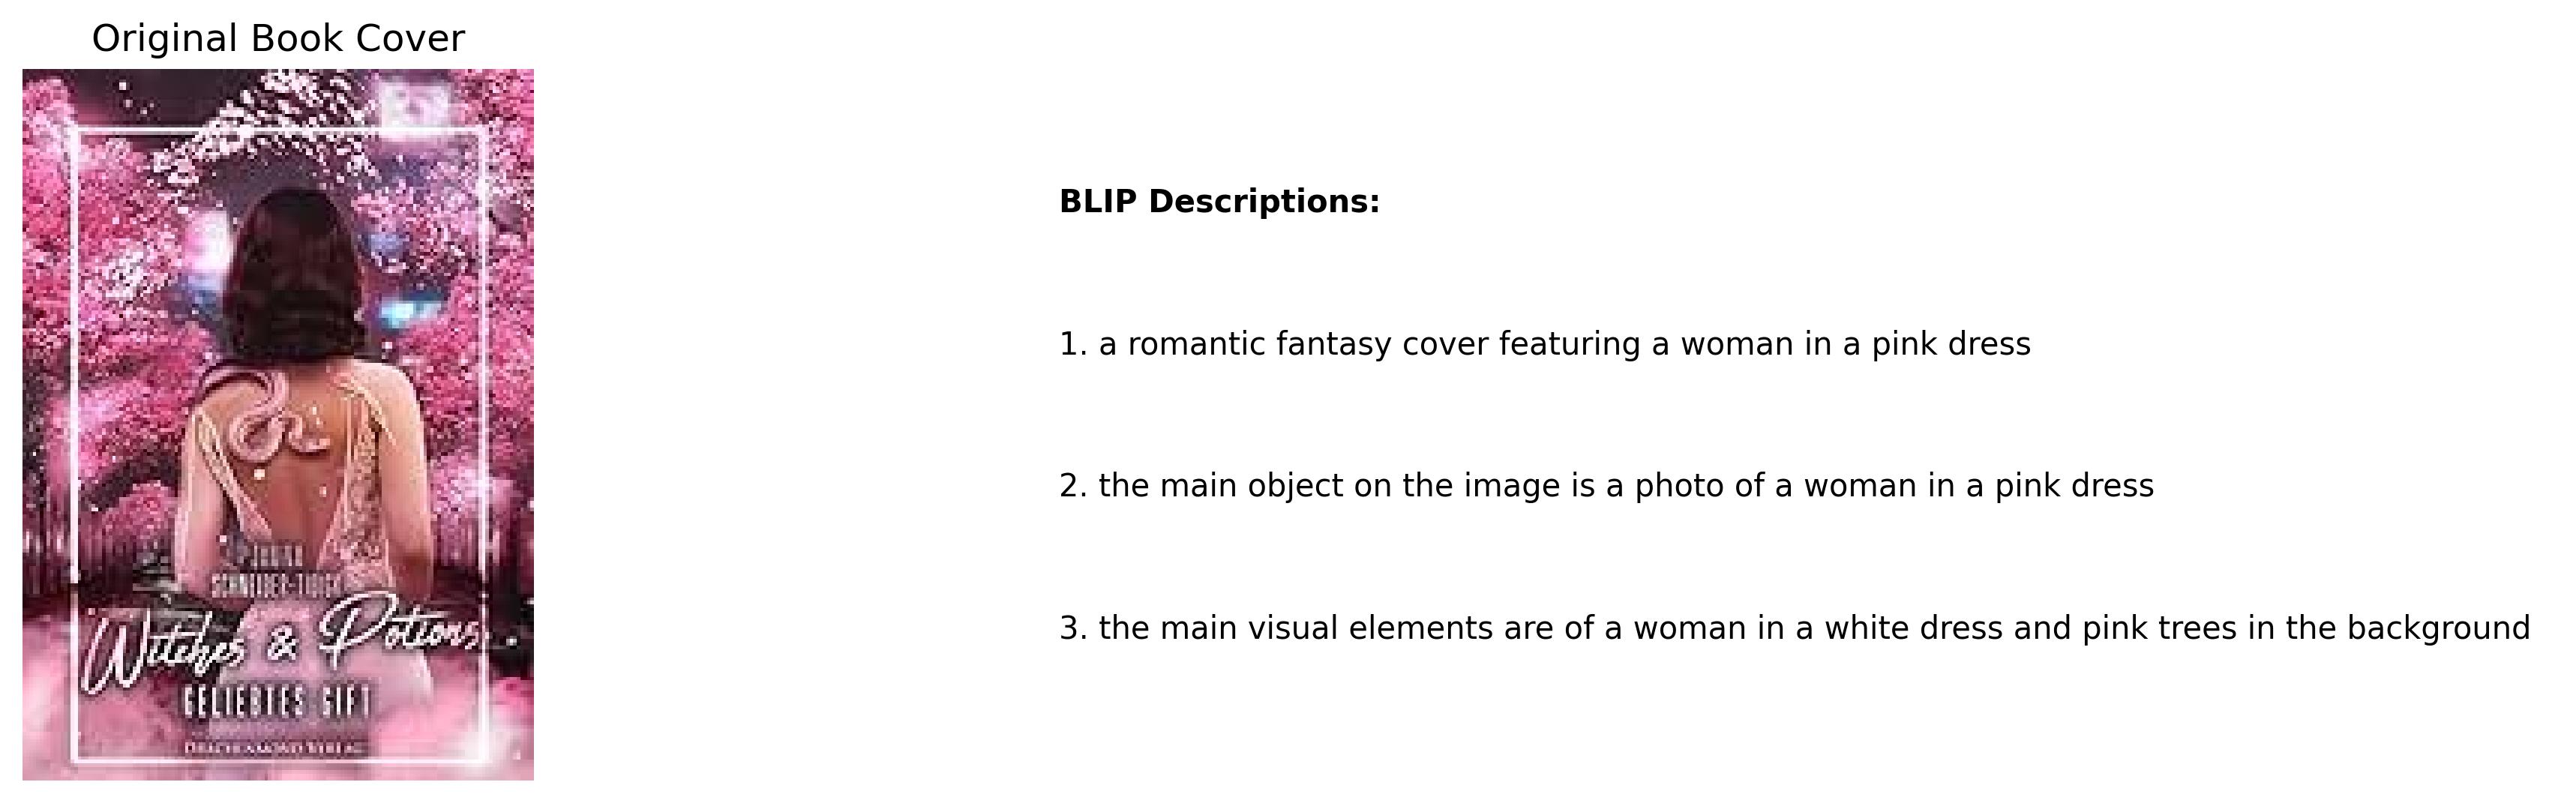 Original Book Cover
SCHNEIDER-TIGGES
Witches & Potions
GELIEBTES GIFT
DRACHENMOND VERLAG
BLIP Descriptions:
1. a romantic fantasy cover featuring a woman in a pink dress
2. the main object on the image is a photo of a woman in a pink dress
3. the main visual elements are of a woman in a white dress and pink trees in the background